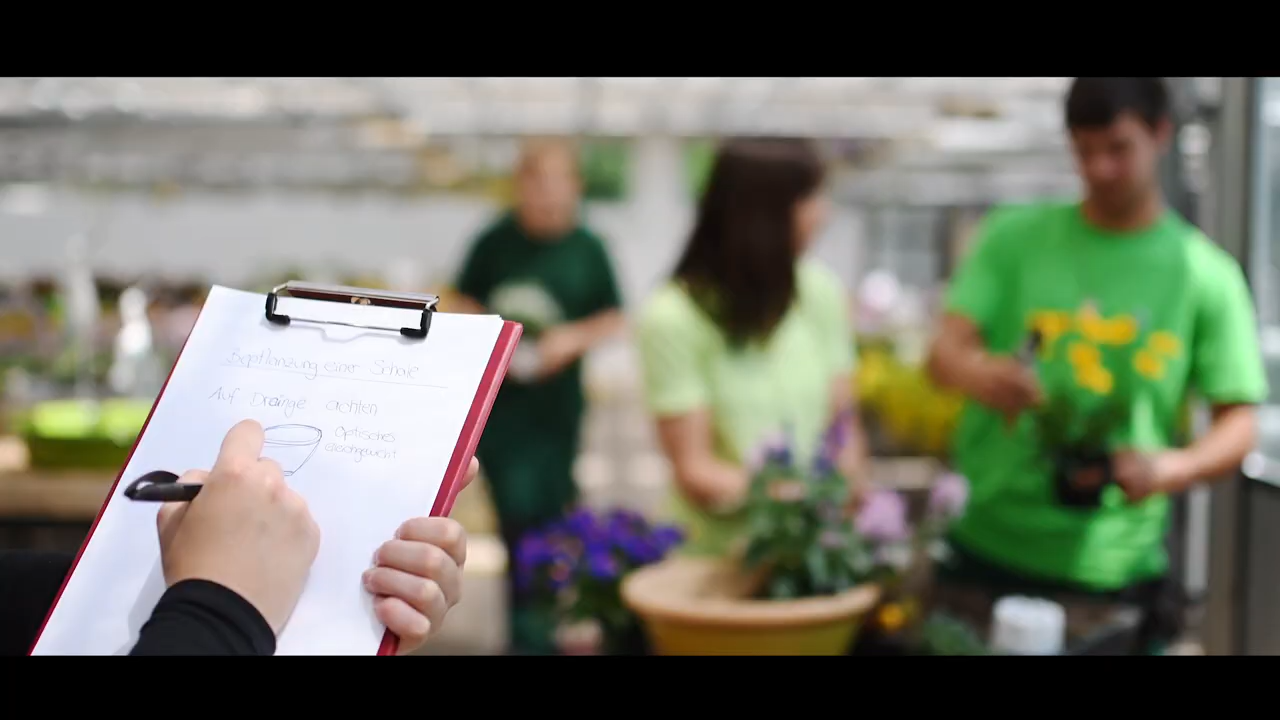 Bepflanzung einer Schale
Auf Drainge achten
Optisches
Gleichgewicht